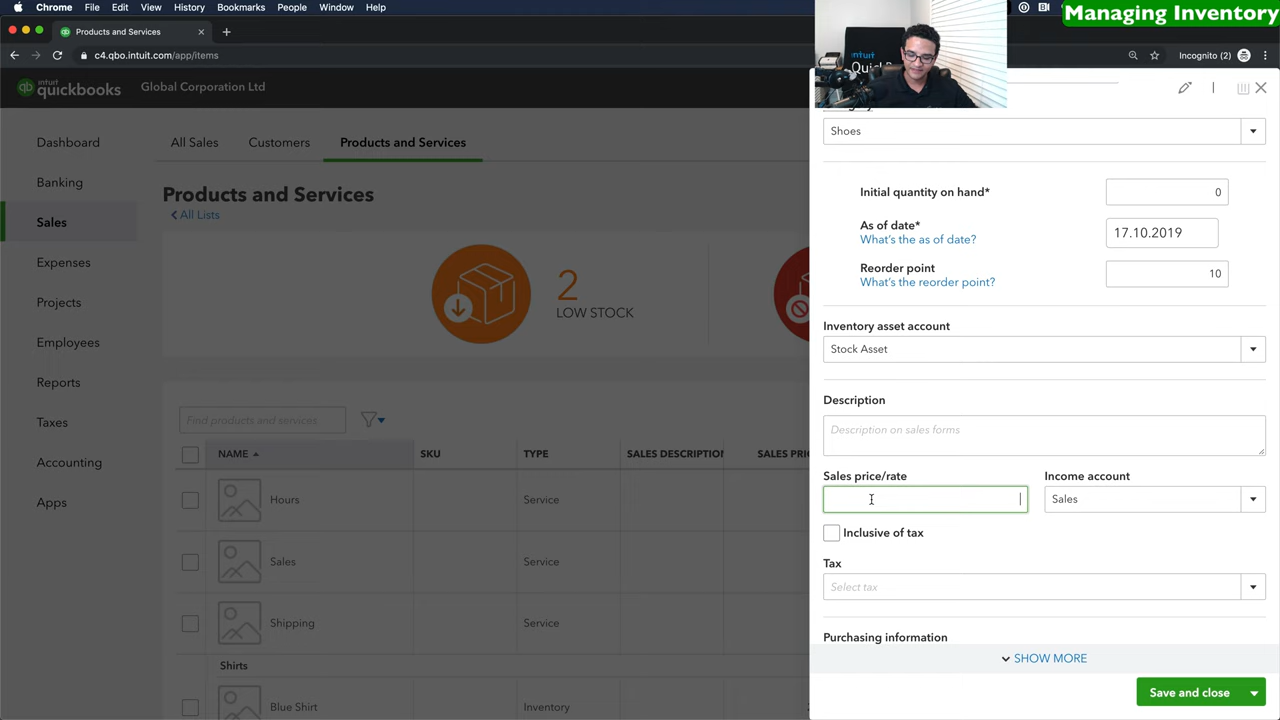 Chrome File Edit View History Bookmarks People Window Help
Managing Inventory
Products and Services
c4.qbo.intuit.com/app/items
Incognito (2)
intuit
quickbooks
Global Corporation Ltd
intuit
Dashboard
Banking
Sales
Expenses
Projects
Employees
Reports
Taxes
Accounting
Apps
All Sales Customers Products and Services
Products and Services
All Lists
2
LOW STOCK
Find products and services
NAME SKU TYPE SALES DESCRIPTION
Hours Service
Sales Service
Shipping Service
Shirts
Blue Shirt Inventory
Shoes
Initial quantity on hand* 0
As of date* 17.10.2019
What's the as of date?
Reorder point 10
What's the reorder point?
Inventory asset account
Stock Asset
Description
Description on sales forms
Sales price/rate Income account
Sales
Inclusive of tax
Tax
Select tax
Purchasing information
SHOW MORE
Save and close